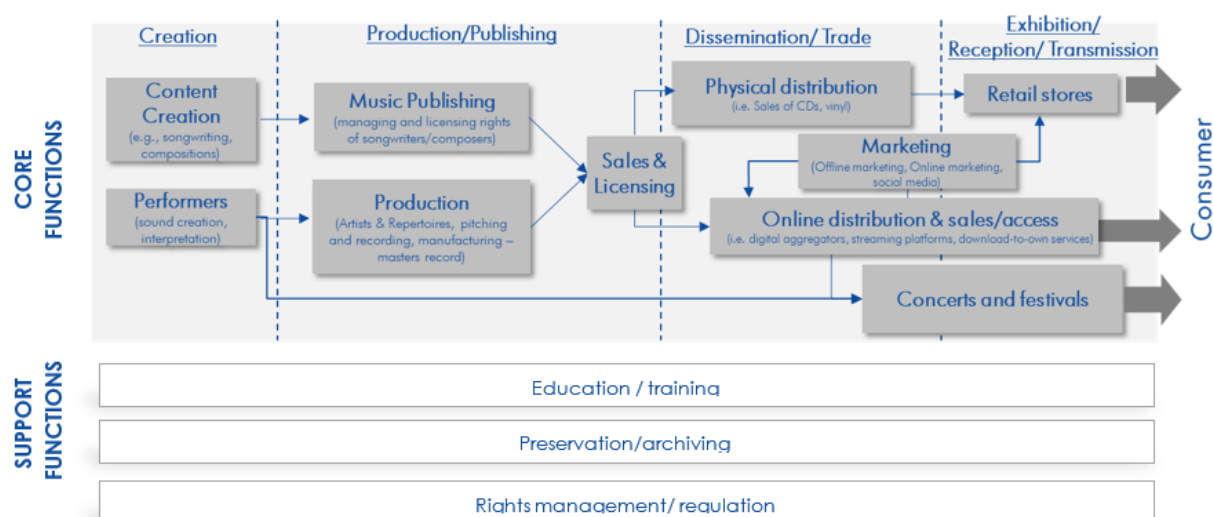 Creation
Production/Publishing
Dissemination/ Trade
Exhibition/
Reception/ Transmission
CORE
FUNCTIONS
Content
Creation
(e.g., songwriting,
compositions)
Performers
(sound creation,
interpretation)
Music Publishing
(managing and licensing rights
of songwriters/composers)
Production
(Artists & Repertoires, pitching
and recording, manufacturing –
masters record)
Sales &
Licensing
Physical distribution
(i.e. Sales of CDs, vinyl)
Retail stores
Marketing
(Offline marketing, Online marketing,
social media)
Online distribution & sales/access
(i.e. digital aggregators, streaming platforms, download-to-own services)
Concerts and festivals
Consumer
SUPPORT
FUNCTIONS
Education / training
Preservation/archiving
Rights management/ regulation